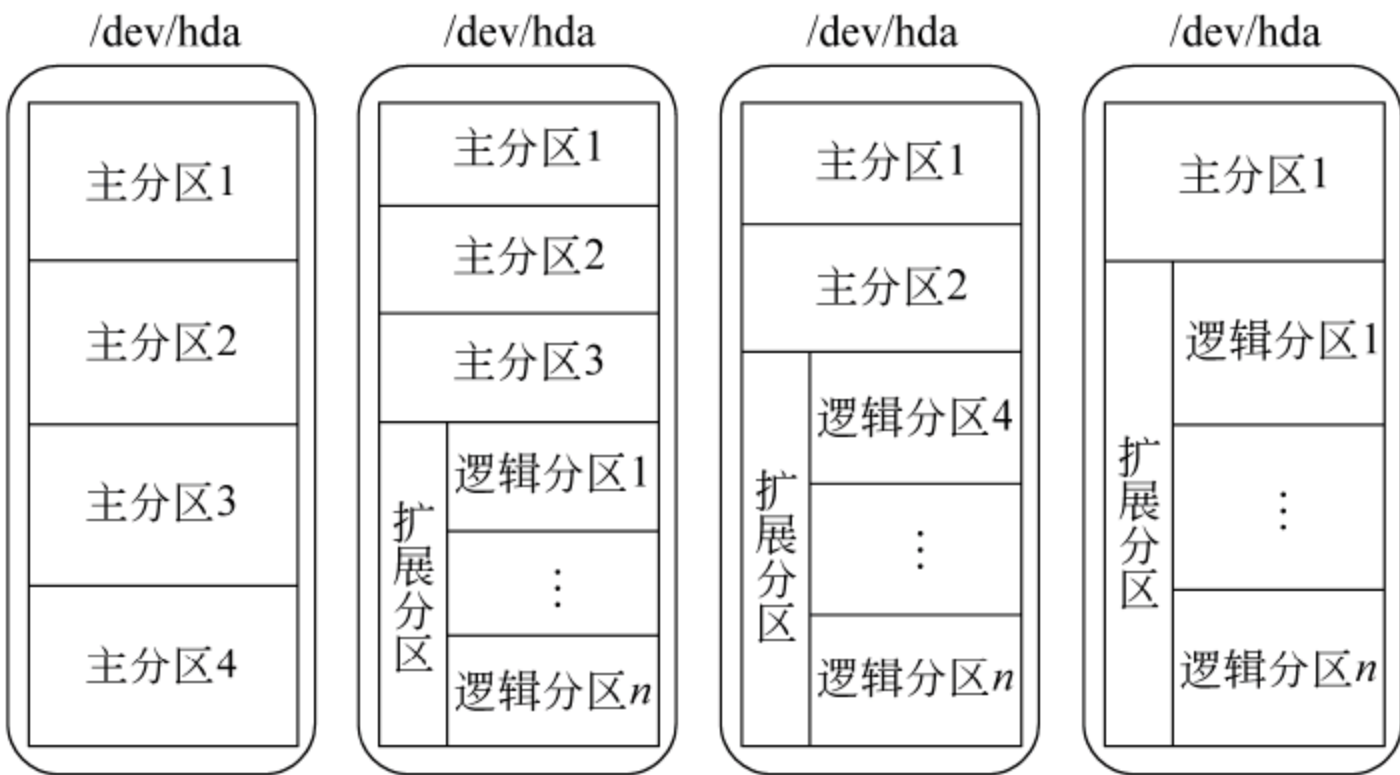 /dev/hda
主分区1
主分区2
主分区3
主分区4
/dev/hda
主分区1
主分区2
主分区3
扩展分区
逻辑分区1
⋮
逻辑分区n
/dev/hda
主分区1
主分区2
扩展分区
逻辑分区4
⋮
逻辑分区n
/dev/hda
主分区1
扩展分区
逻辑分区1
⋮
逻辑分区n